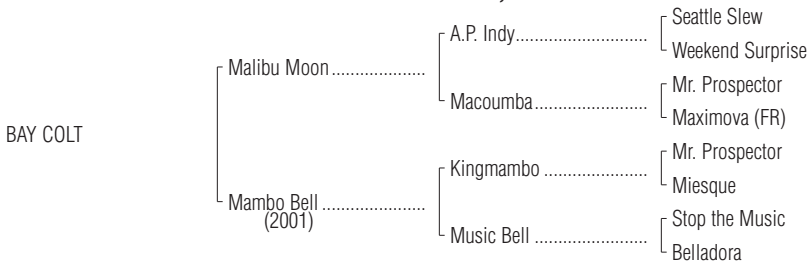 Seattle Slew
A.P. Indy
Weekend Surprise
Malibu Moon
Mr. Prospector
Macoumba
Maximova (FR)
BAY COLT
Mr. Prospector
Kingmambo
Miesque
Mambo Bell
(2001)
Stop the Music
Music Bell
Belladora